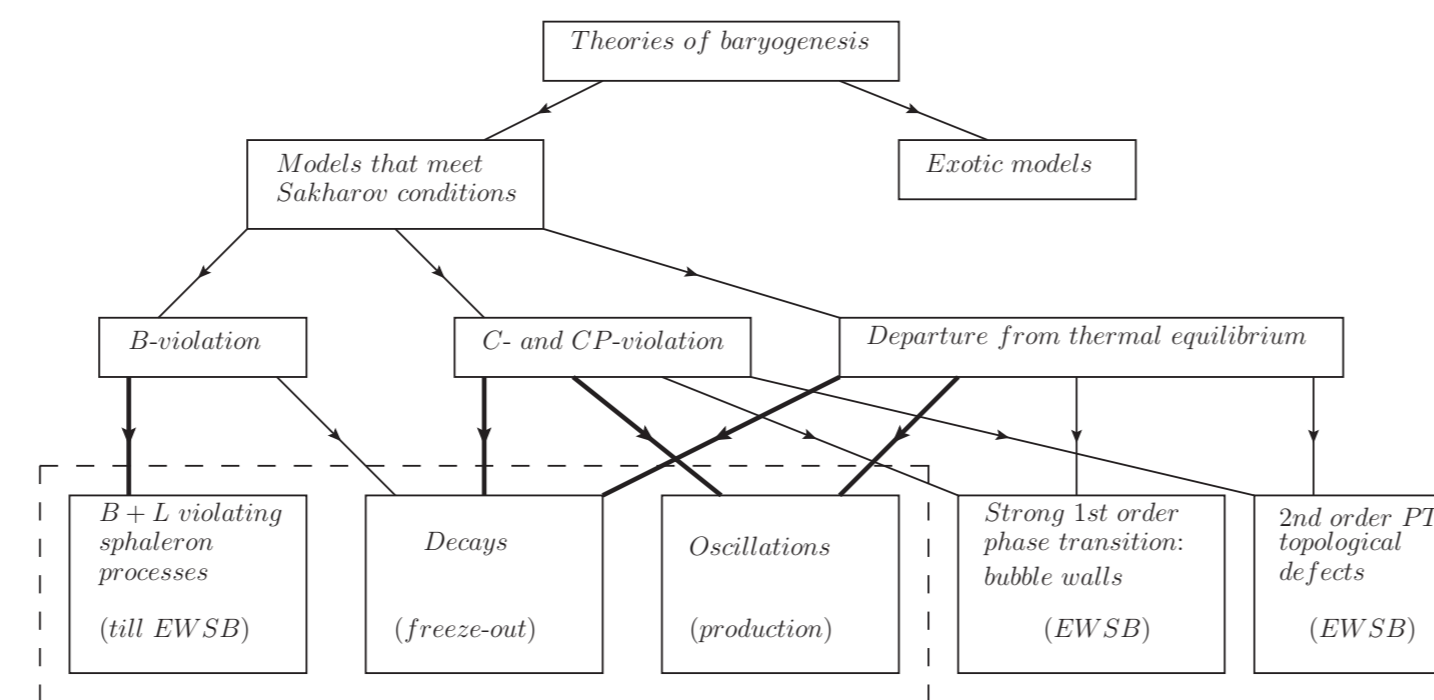 Theories of baryogenesis
Models that meet
Sakharov conditions
Exotic models
B-violation
C- and CP-violation
Departure from thermal equilibrium
B + L violating
sphaleron
processes
(till EWSB)
Decays
(freeze-out)
Oscillations
(production)
Strong 1st order
phase transition:
bubble walls
(EWSB)
2nd order PT
topological
defects
(EWSB)